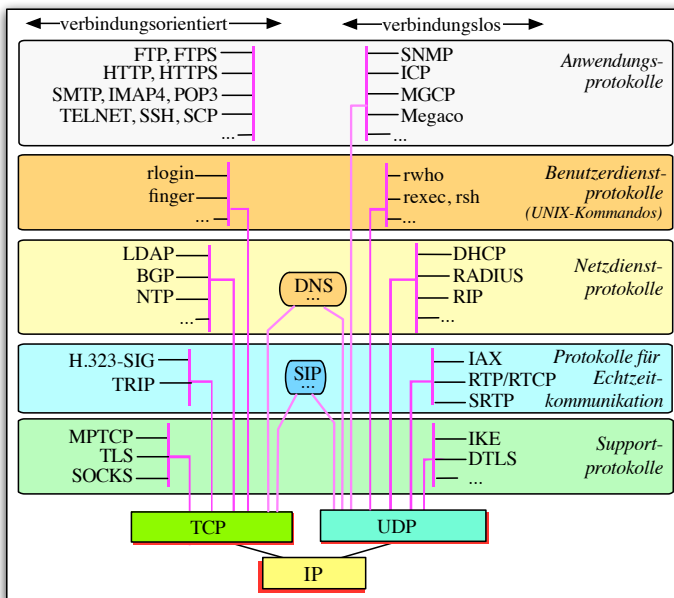 verbindungsorientiert
verbindungslos
FTP, FTPS
HTTP, HTTPS
SMTP, IMAP4, POP3
TELNET, SSH, SCP
...
SNMP
ICP
MGCP
Megaco
...
Anwendungs-
protokolle
rlogin
finger
...
rwho
rexec, rsh
...
Benutzerdienst-
protokolle
(UNIX-Kommandos)
LDAP
BGP
NTP
...
DNS
...
DHCP
RADIUS
RIP
...
Netzdienst-
protokolle
H.323-SIG
TRIP
SIP
...
IAX
RTP/RTCP
SRTP
Protokolle für
Echtzeit-
kommunikation
MPTCP
TLS
SOCKS
IKE
DTLS
...
Support-
protokolle
TCP
UDP
IP